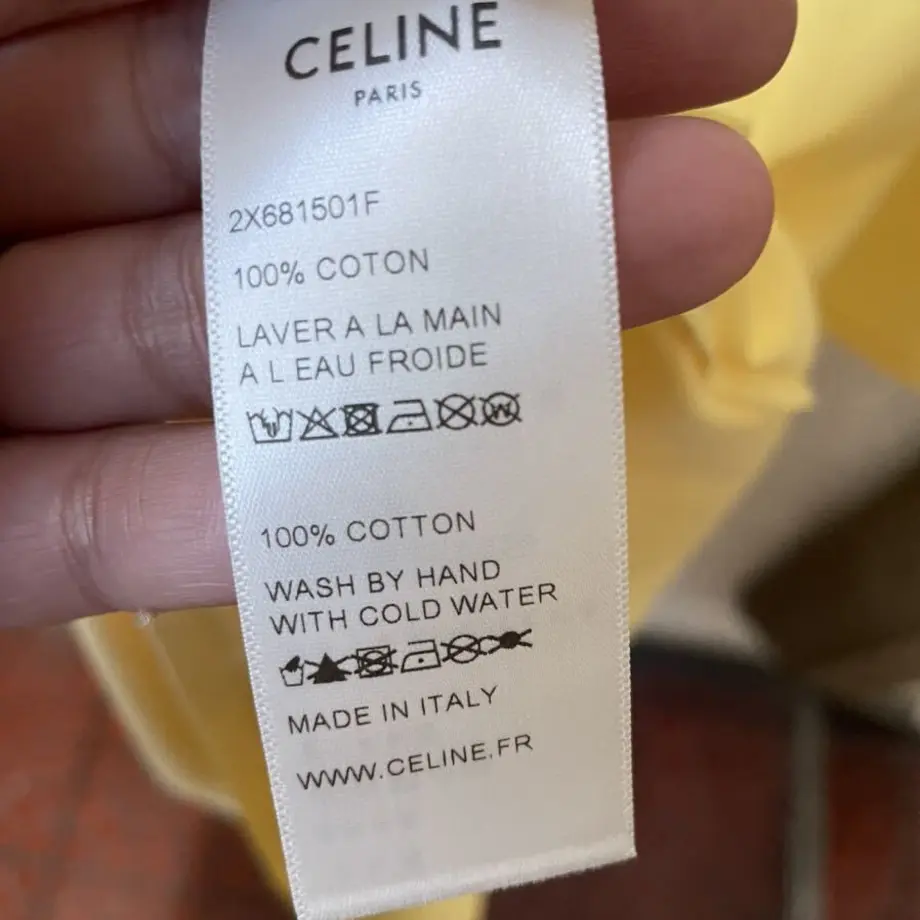 CELINE
PARIS
2X681501F
100% COTON
LAVER A LA MAIN
A L EAU FROIDE
W
100% COTTON
WASH BY HAND
WITH COLD WATER
MADE IN ITALY
WWW.CELINE.FR